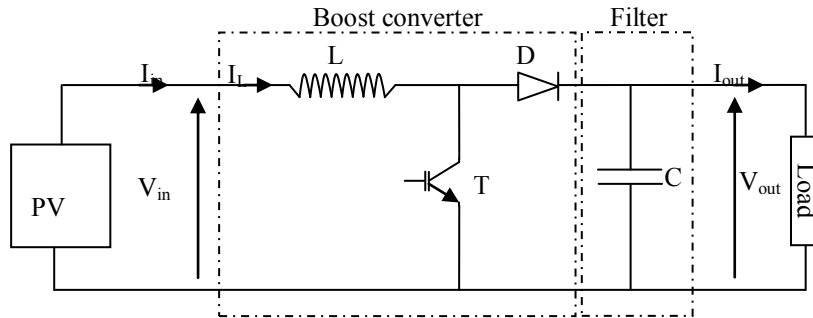 Boost converter
Filter
L
D
I_in
I_L
I_out
PV
V_in
T
C
V_out
Load